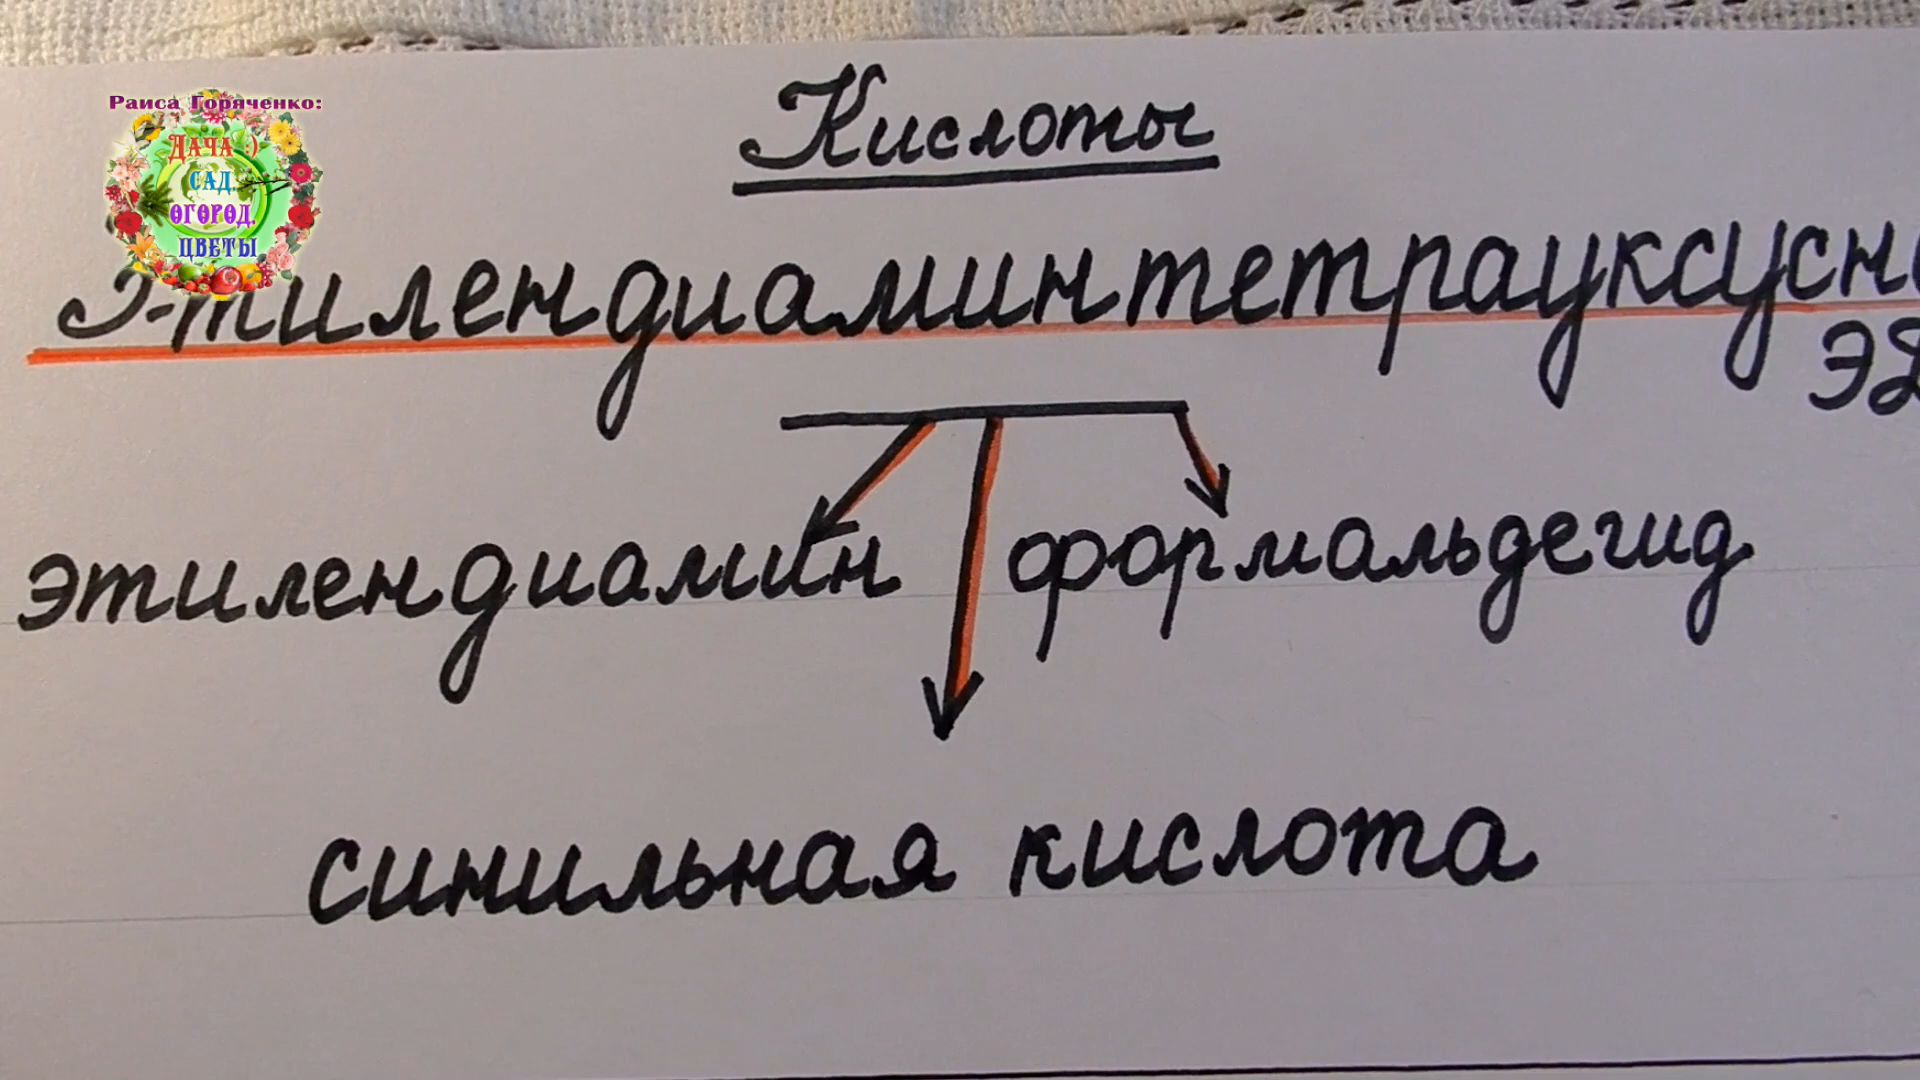 Раиса Горяченко:
Дача :)
сад,
огород,
цветы
Кислоты
Этилендиаминтетрауксусн
ЭД
этилендиамин формальдегид
синильная кислота